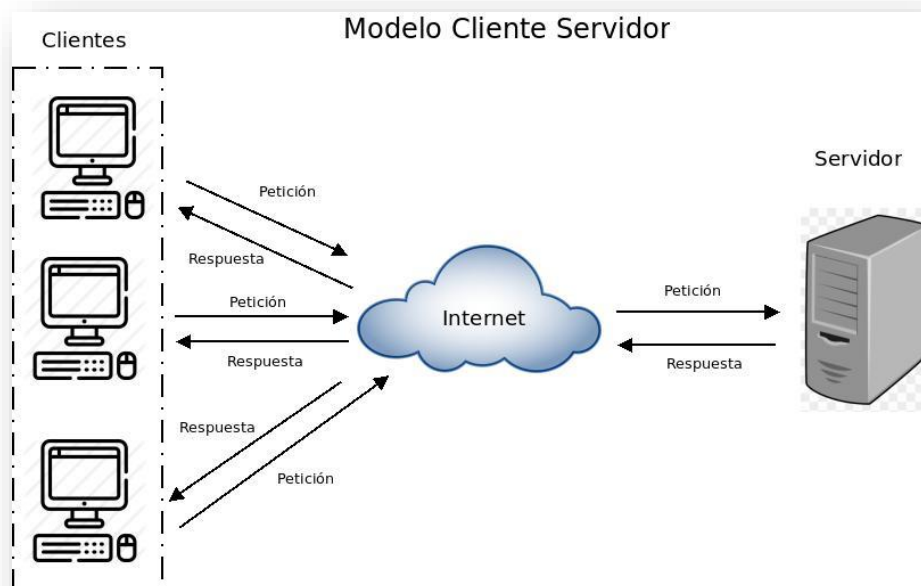 Modelo Cliente Servidor
Clientes
Servidor
Petición
Respuesta
Petición
Respuesta
Internet
Petición
Respuesta
Respuesta
Petición